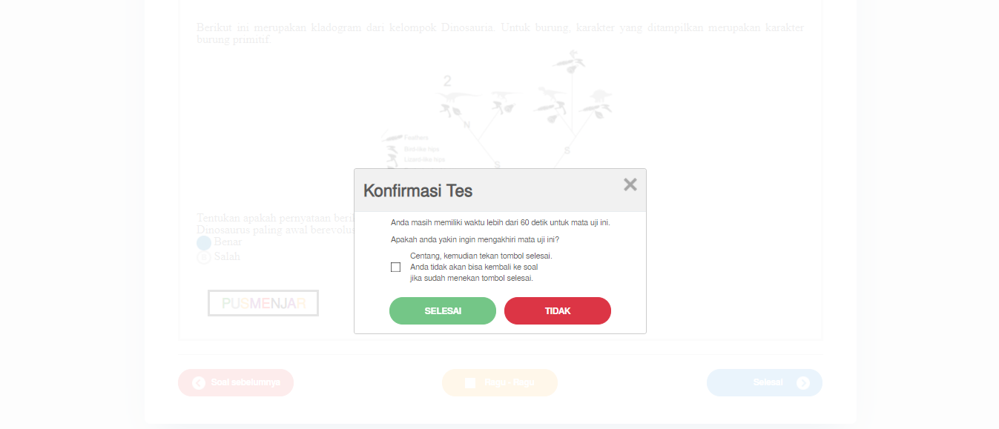 Berikut ini merupakan kladogram dari kelompok Dinosauria. Untuk burung, karakter yang ditampilkan merupakan karakter
burung primitif.
2
N
Feathers
Bird-like hips
S
Lizard-like hips
S
Konfirmasi Tes
Tentukan apakah pernyataan
Anda masih memiliki waktu lebih dari 60 detik untuk mata uji ini.
Dinosaurus paling awal
Apakah anda yakin ingin mengakhiri mata uji ini?
Benar
Salah
Centang, kemudian tekan tombol selesai.
Anda tidak akan bisa kembali ke soal
jika sudah menekan tombol selesai.
PUSMENJAR
SELESAI
TIDAK
Soal sebelumnya
Ragu - Ragu
Selesai